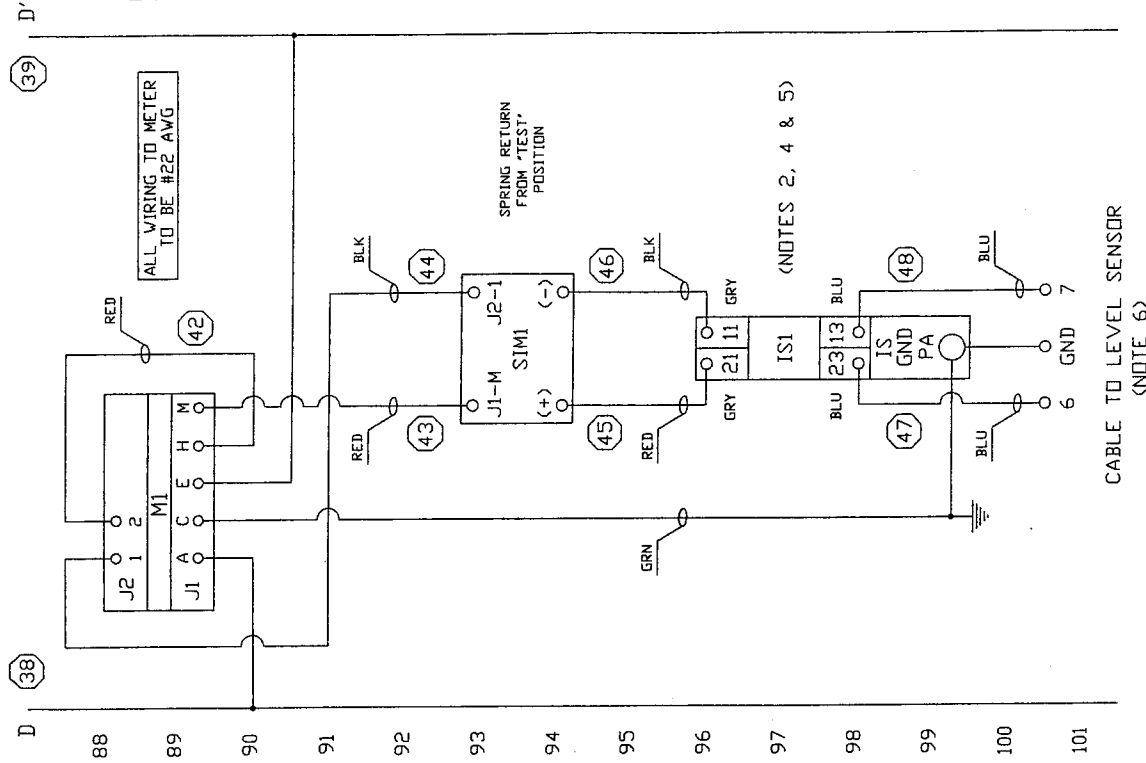 D
38
39
D'
88
89
90
91
92
93
94
95
96
97
98
99
100
101
ALL WIRING TO METER
TO BE #22 AWG
RED
42
J2
1
2
M1
J1
A
C
E
H
M
RED
43
BLK
44
J1-M
J2-1
SIM1
(+)
(-)
SPRING RETURN
FROM "TEST"
POSITION
45
RED
46
BLK
GRY
GRY
21
11
IS1
(NOTES 2, 4 & 5)
BLU
BLU
23
13
IS
GND
PA
47
48
BLU
BLU
GRN
6
GND
7
CABLE TO LEVEL SENSOR
(NOTE 6)